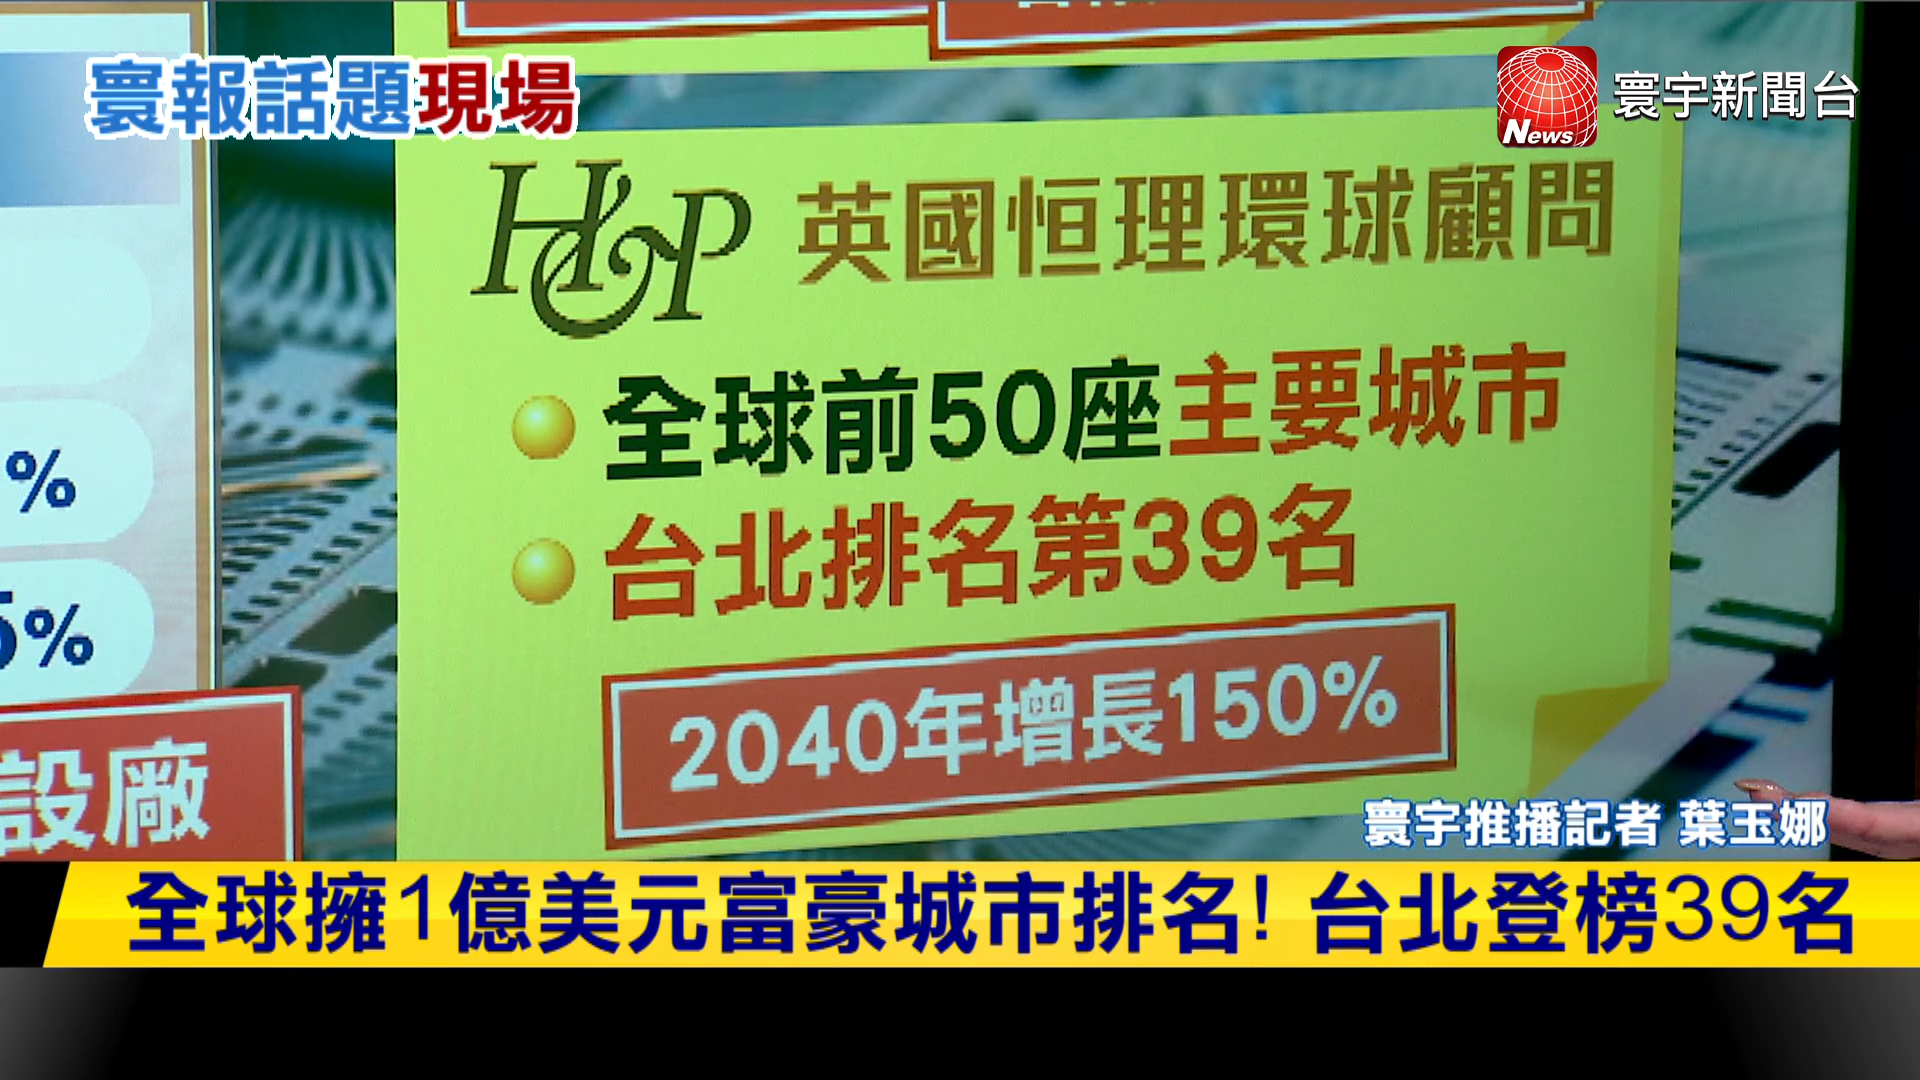 寰報話題現場
News
寰宇新聞台
H&P 英國恒理環球顧問
全球前50座主要城市
台北排名第39名
2040年增長150%
%
5%
設廠
寰宇推播記者 葉玉娜
全球擁1億美元富豪城市排名! 台北登榜39名